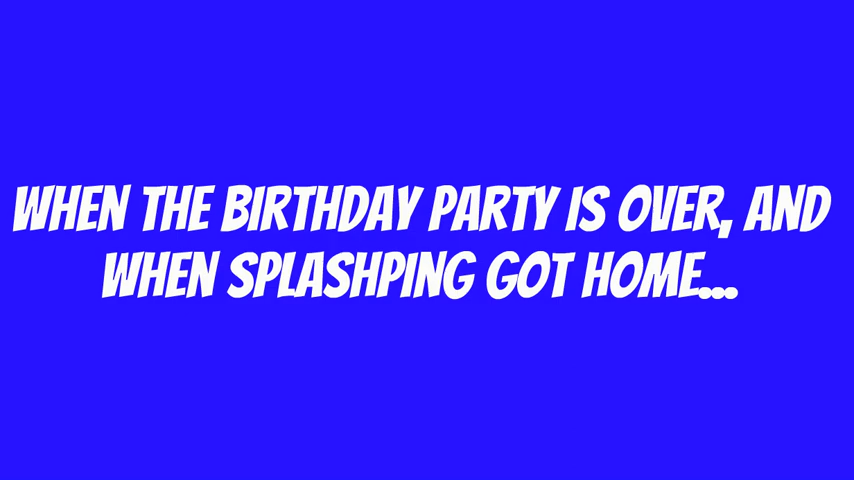 WHEN THE BIRTHDAY PARTY IS OVER, AND
WHEN SPLASHPING GOT HOME...